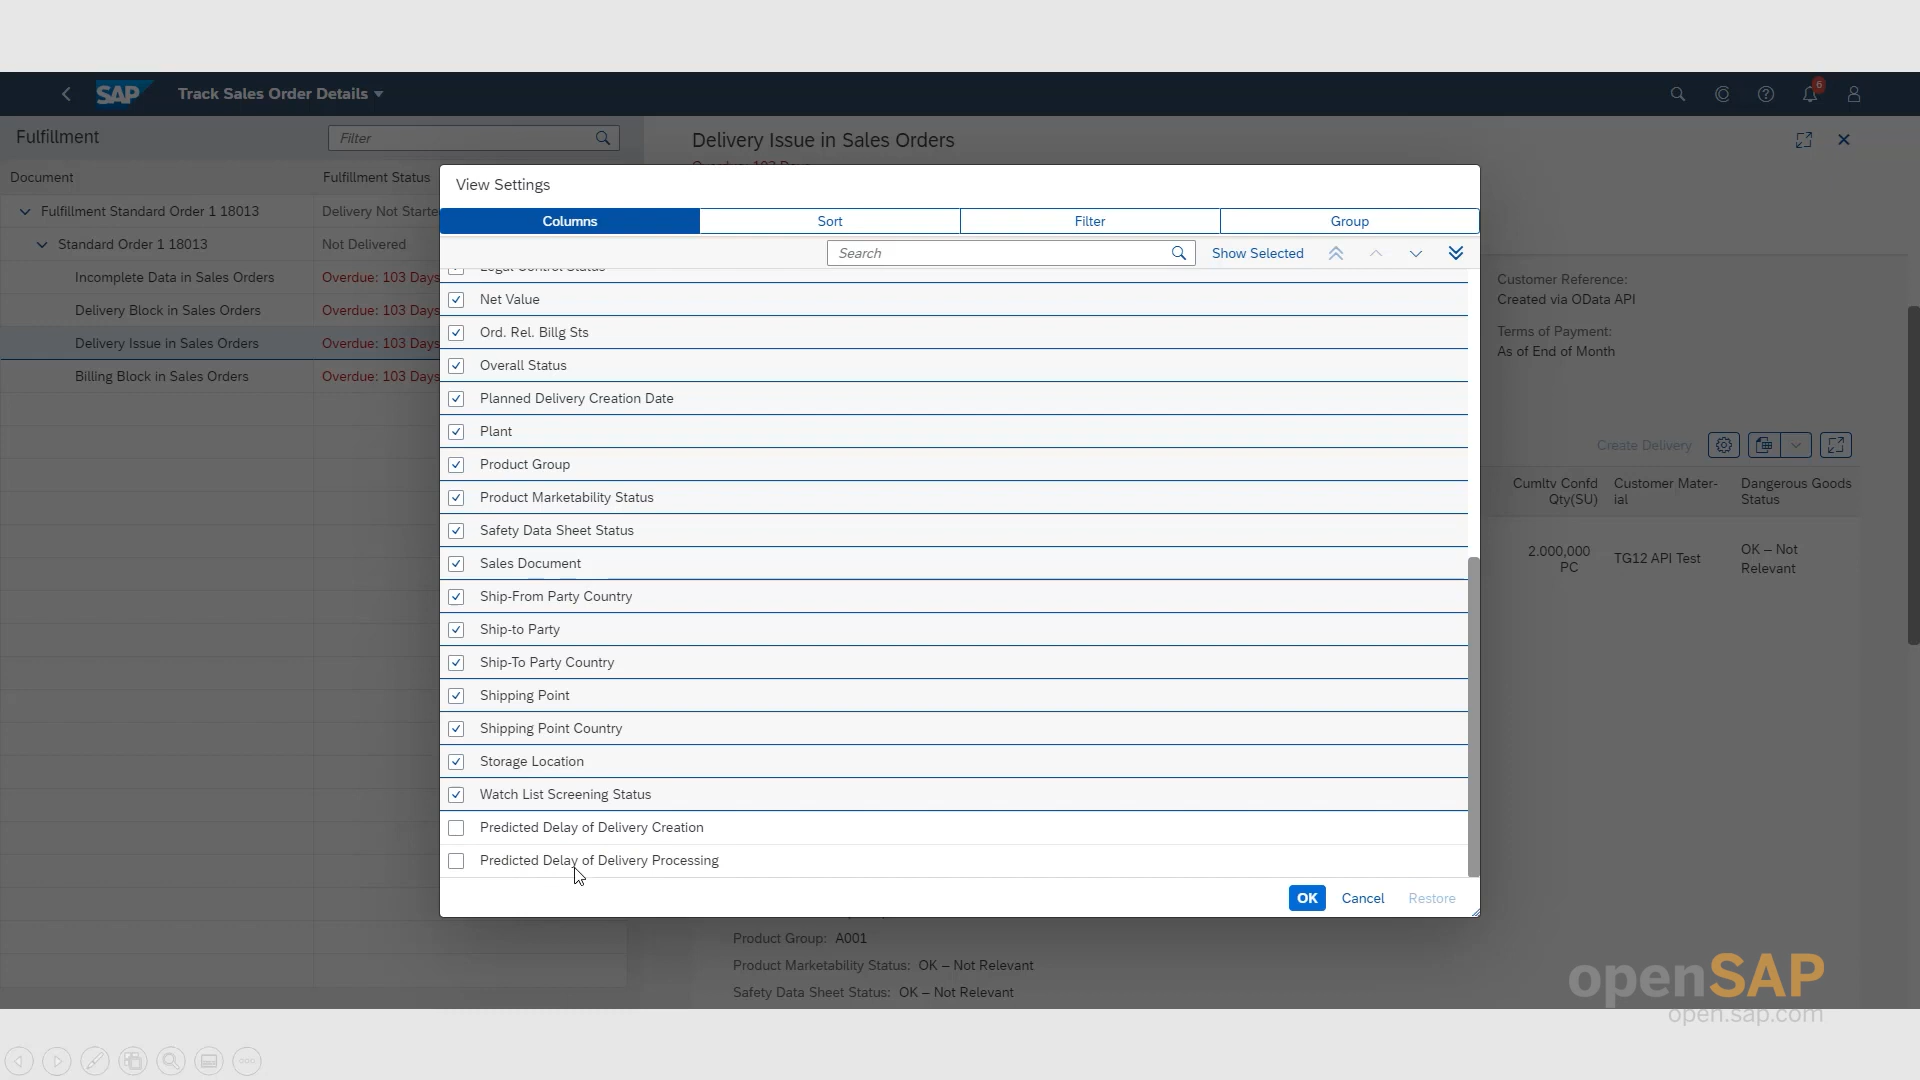 SAP
Track Sales Order Details
6
Fulfillment
Filter
Delivery Issue in Sales Orders
Overdue: 103 Days
Document
Fulfillment Status
Fulfillment Standard Order 1 18013
Delivery Not Starte
Standard Order 1 18013
Not Delivered
Incomplete Data in Sales Orders
Overdue: 103 Days
Delivery Block in Sales Orders
Overdue: 103 Days
Delivery Issue in Sales Orders
Overdue: 103 Days
Billing Block in Sales Orders
Overdue: 103 Days
View Settings
Columns
Sort
Filter
Group
Search
Show Selected
Legal Control Status
Net Value
Ord. Rel. Billg Sts
Overall Status
Planned Delivery Creation Date
Plant
Product Group
Product Marketability Status
Safety Data Sheet Status
Sales Document
Ship-From Party Country
Ship-to Party
Ship-To Party Country
Shipping Point
Shipping Point Country
Storage Location
Watch List Screening Status
Predicted Delay of Delivery Creation
Predicted Delay of Delivery Processing
OK
Cancel
Restore
Customer Reference:
Created via OData API
Terms of Payment:
As of End of Month
Create Delivery
Cumltv Confd
Qty(SU)
Customer Mater-
ial
Dangerous Goods
Status
2.000,000
PC
TG12 API Test
OK – Not
Relevant
Product Group: A001
Product Marketability Status: OK – Not Relevant
Safety Data Sheet Status: OK – Not Relevant
openSAP
open.sap.com